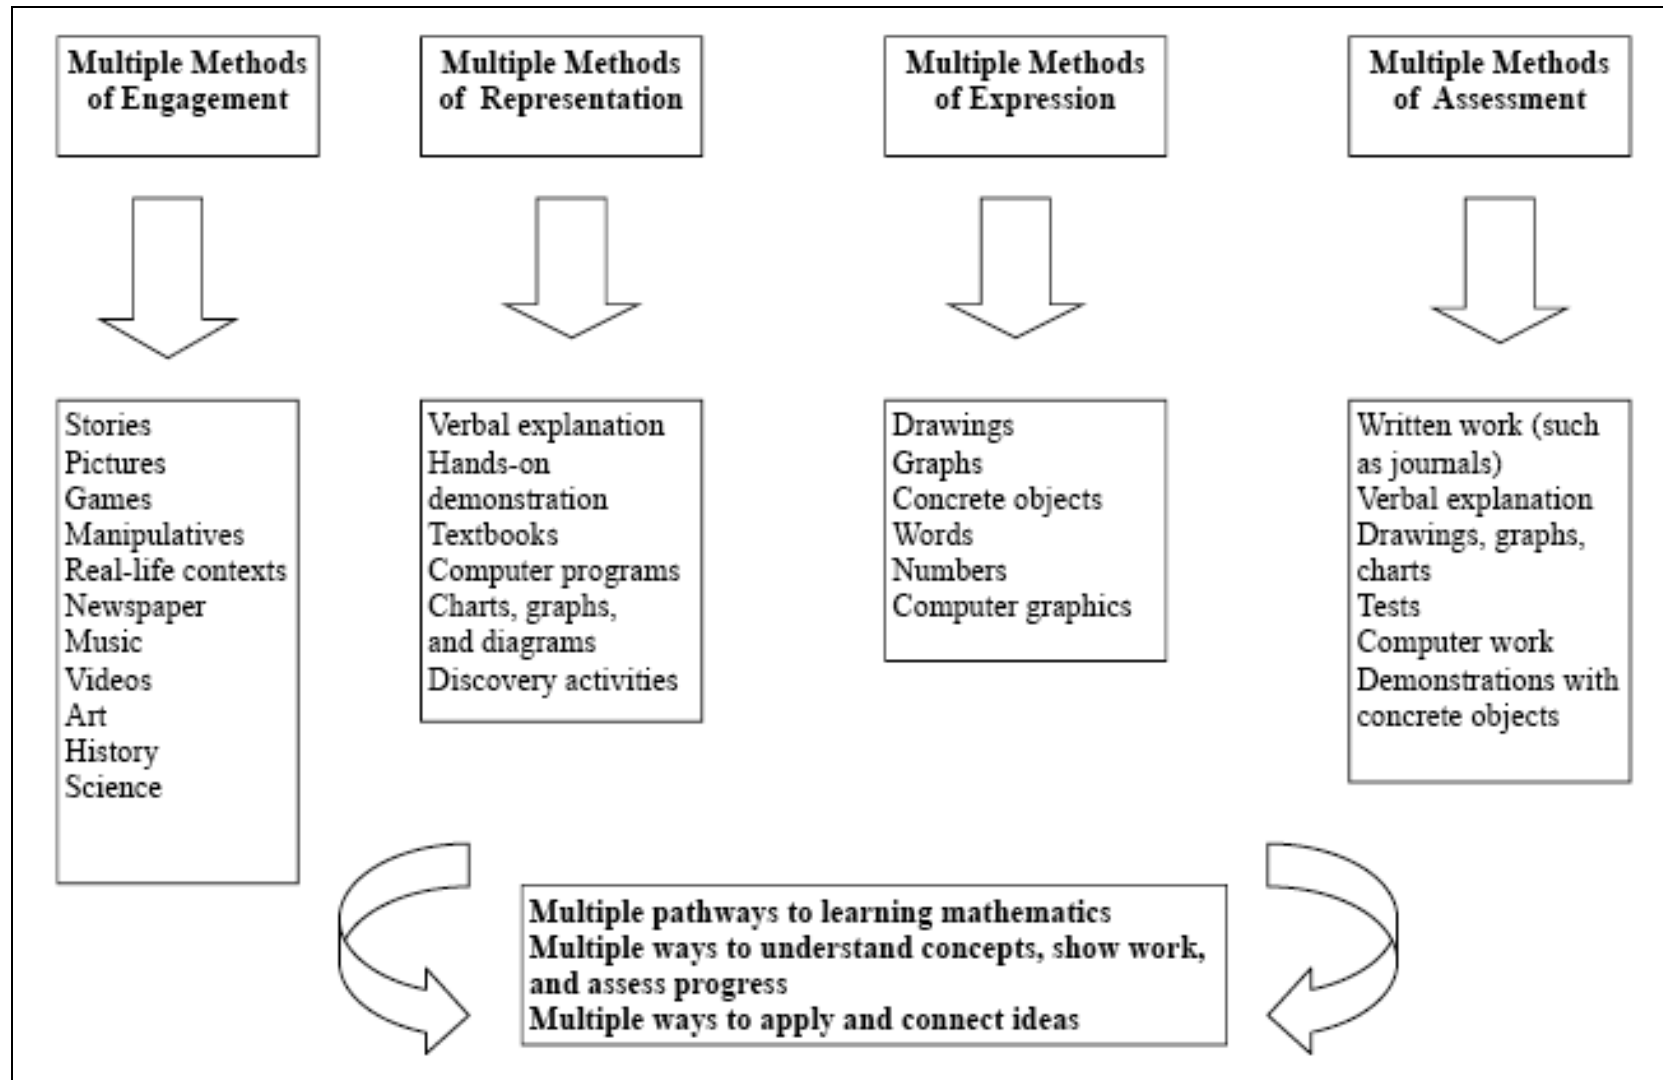 Multiple Methods
of Engagement
Multiple Methods
of Representation
Multiple Methods
of Expression
Multiple Methods
of Assessment
Stories
Pictures
Games
Manipulatives
Real-life contexts
Newspaper
Music
Videos
Art
History
Science
Verbal explanation
Hands-on
demonstration
Textbooks
Computer programs
Charts, graphs,
and diagrams
Discovery activities
Drawings
Graphs
Concrete objects
Words
Numbers
Computer graphics
Written work (such
as journals)
Verbal explanation
Drawings, graphs,
charts
Tests
Computer work
Demonstrations with
concrete objects
Multiple pathways to learning mathematics
Multiple ways to understand concepts, show work,
and assess progress
Multiple ways to apply and connect ideas